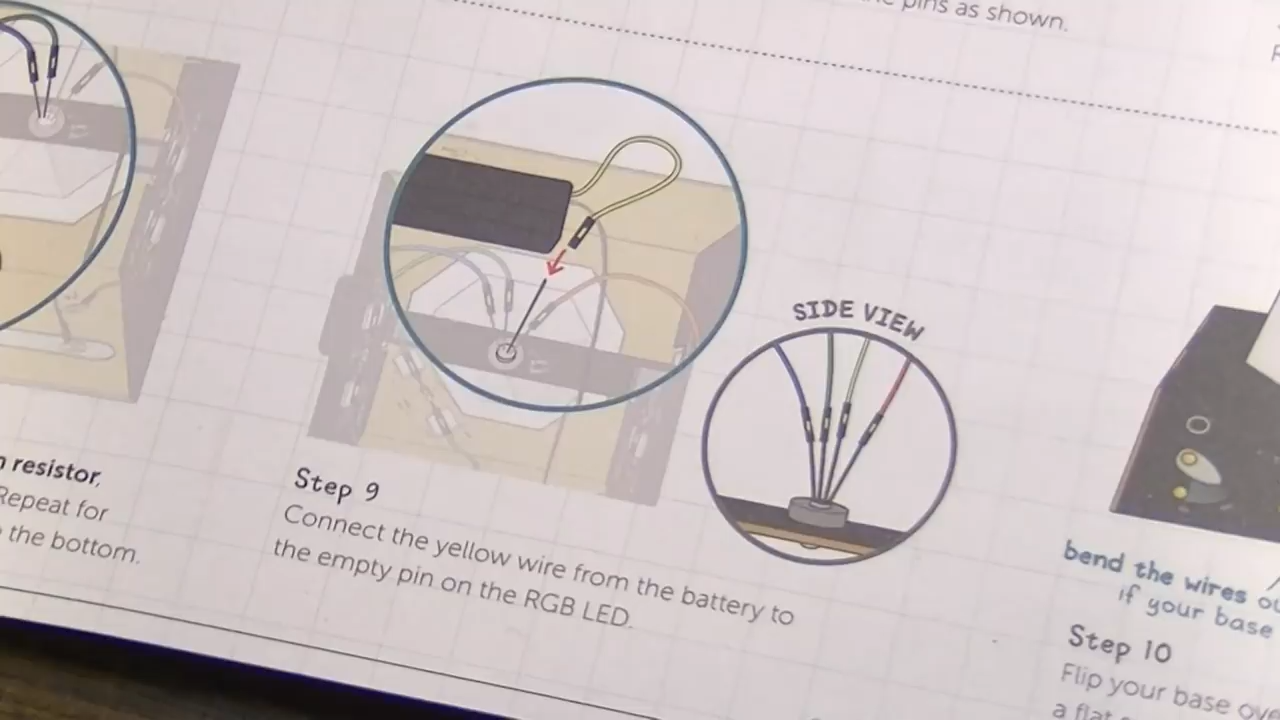 pins as shown.
SIDE VIEW
resistor,
Repeat for
the bottom.
Step 9
Connect the yellow wire from the battery to
the empty pin on the RGB LED.
bend the wires
if your base
Step 10
Flip your base
a flat